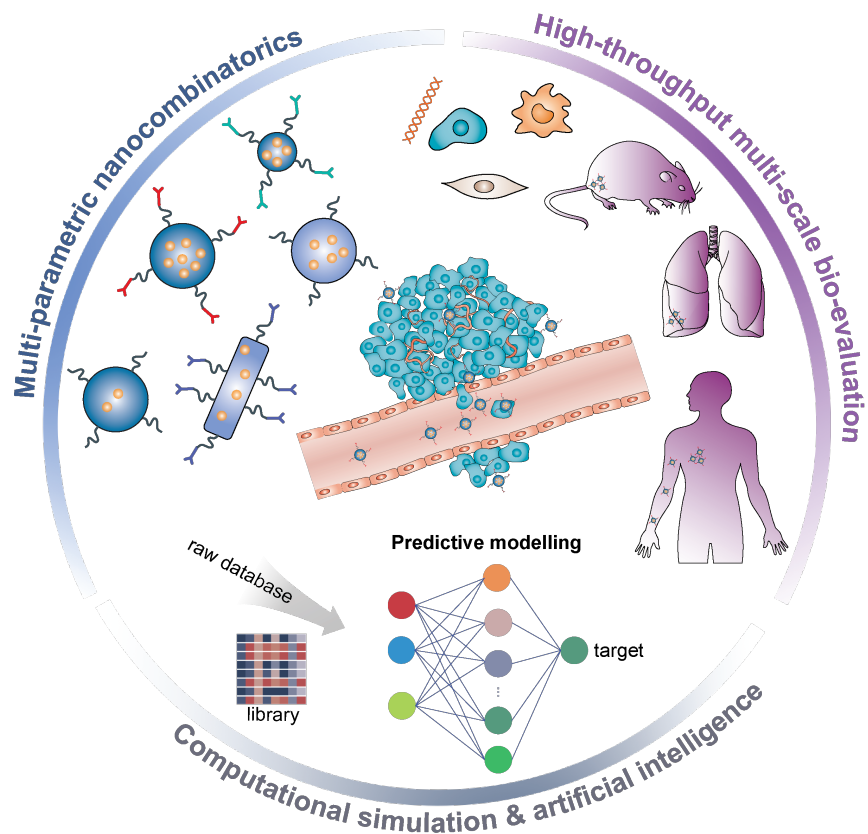 Multi-parametric nanocombinatorics
High-throughput multi-scale bio-evaluation
Predictive modelling
raw database
target
library
Computational simulation & artificial intelligence